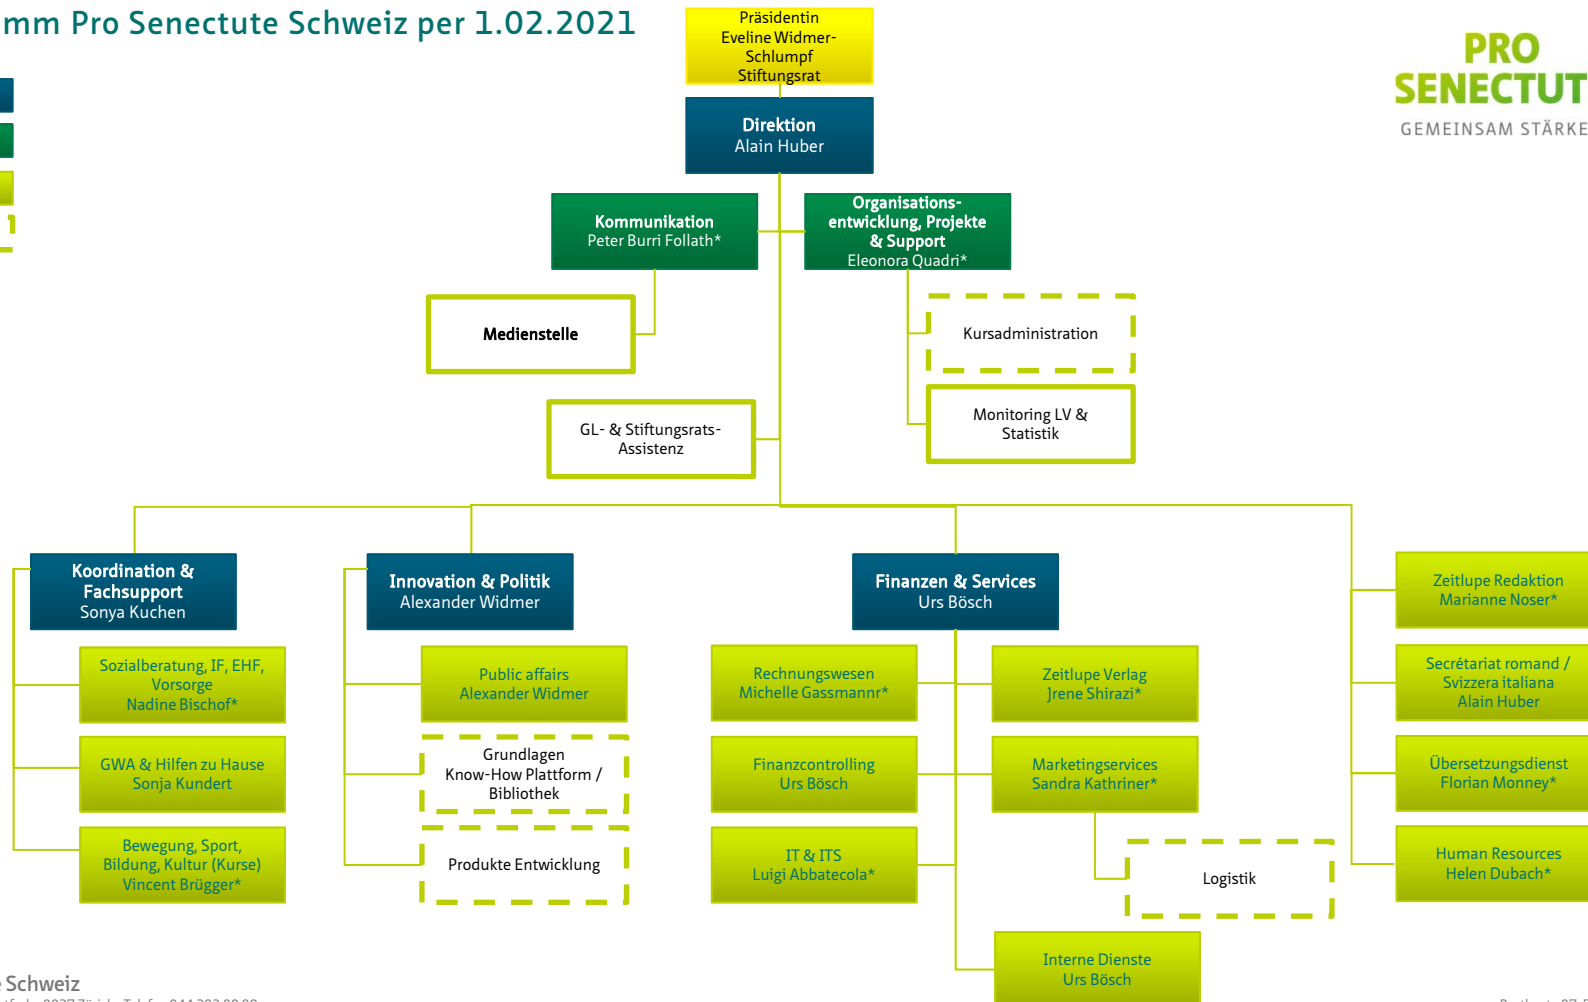 mm Pro Senectute Schweiz per 1.02.2021
Präsidentin
Eveline Widmer-
Schlumpf
Stiftungsrat
PRO
SENECTUT
GEMEINSAM STÄRKE
Direktion
Alain Huber
Kommunikation
Peter Burri Follath*
Organisations-
entwicklung, Projekte
& Support
Eleonora Quadri*
Medienstelle
Kursadministration
GL- & Stiftungsrats-
Assistenz
Monitoring LV &
Statistik
Koordination &
Fachsupport
Sonya Kuchen
Innovation & Politik
Alexander Widmer
Finanzen & Services
Urs Bösch
Zeitlupe Redaktion
Marianne Noser*
Sozialberatung, IF, EHF,
Vorsorge
Nadine Bischof*
Public affairs
Alexander Widmer
Rechnungswesen
Michelle Gassmannr*
Zeitlupe Verlag
Jrene Shirazi*
Secrétariat romand /
Svizzera italiana
Alain Huber
GWA & Hilfen zu Hause
Sonja Kundert
Grundlagen
Know-How Plattform /
Bibliothek
Finanzcontrolling
Urs Bösch
Marketingservices
Sandra Kathriner*
Übersetzungsdienst
Florian Monney*
Bewegung, Sport,
Bildung, Kultur (Kurse)
Vincent Brügger*
Produkte Entwicklung
IT & ITS
Luigi Abbatecola*
Logistik
Human Resources
Helen Dubach*
Interne Dienste
Urs Bösch
Schweiz